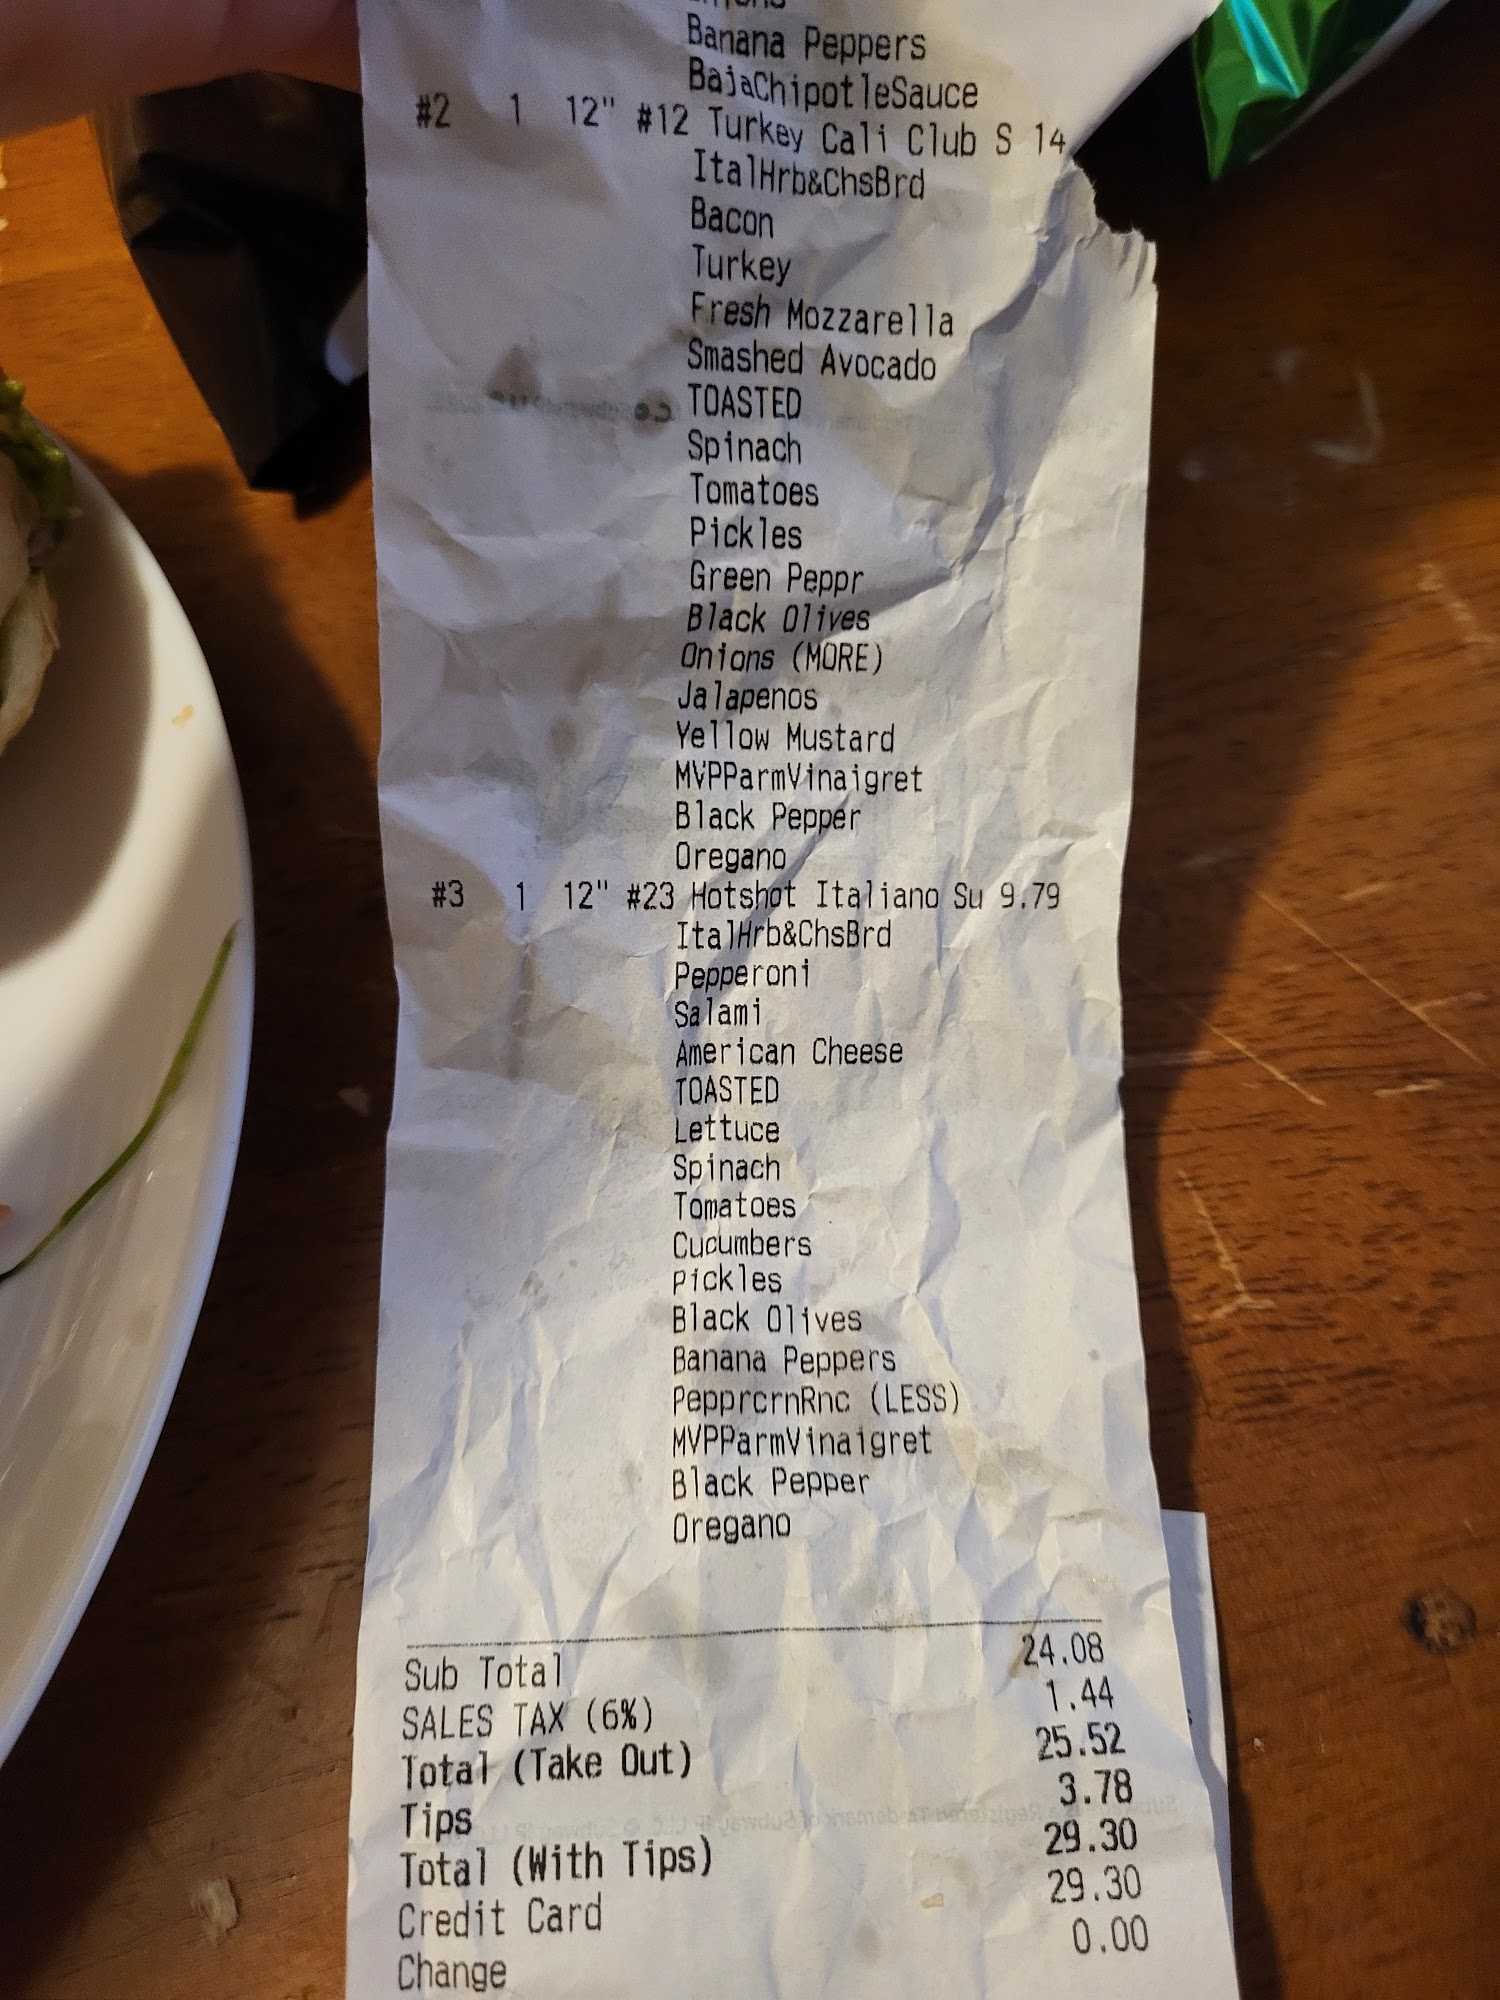 Banana Peppers
BajaChipotleSauce
#2 1 12" #12 Turkey Cali Club S 14
ItalHrb&ChsBrd
Bacon
Turkey
Fresh Mozzarella
Smashed Avocado
TOASTED
Spinach
Tomatoes
Pickles
Green Peppr
Black Olives
Onions (MORE)
Jalapenos
Yellow Mustard
MVPParmVinaigret
Black Pepper
Oregano
#3 1 12" #23 Hotshot Italiano Su 9.79
ItalHrb&ChsBrd
Pepperoni
Salami
American Cheese
TOASTED
Lettuce
Spinach
Tomatoes
Cucumbers
Pickles
Black Olives
Banana Peppers
PepprcrnRnc (LESS)
MVPParmVinaigret
Black Pepper
Oregano
Sub Total 24.08
SALES TAX (6%) 1.44
Total (Take Out) 25.52
Tips 3.78
Total (With Tips) 29.30
Credit Card 29.30
Change 0.00